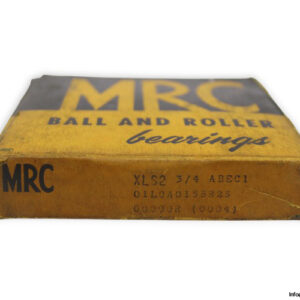 MRC
BALL AND ROLLER
bearings
MRC
XLS2 3/4 ABEC1